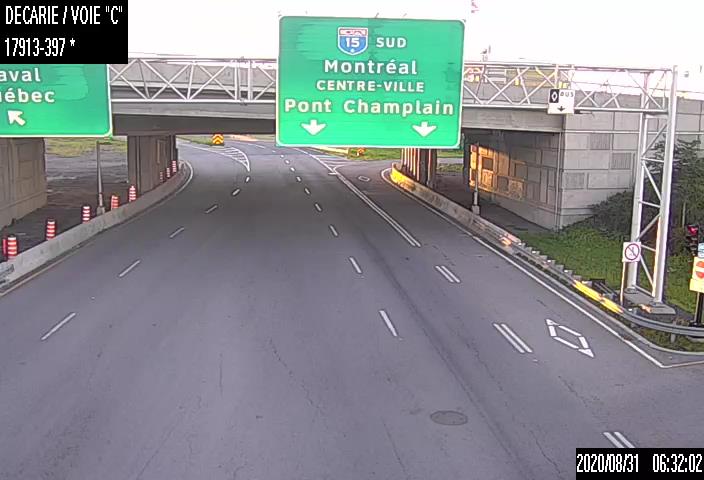 DECARIE / VOIE "C"
17913-397 *
aval
uébec
15 SUD
Montréal
CENTRE-VILLE
Pont Champlain
BUS
2020/08/31 06:32:02